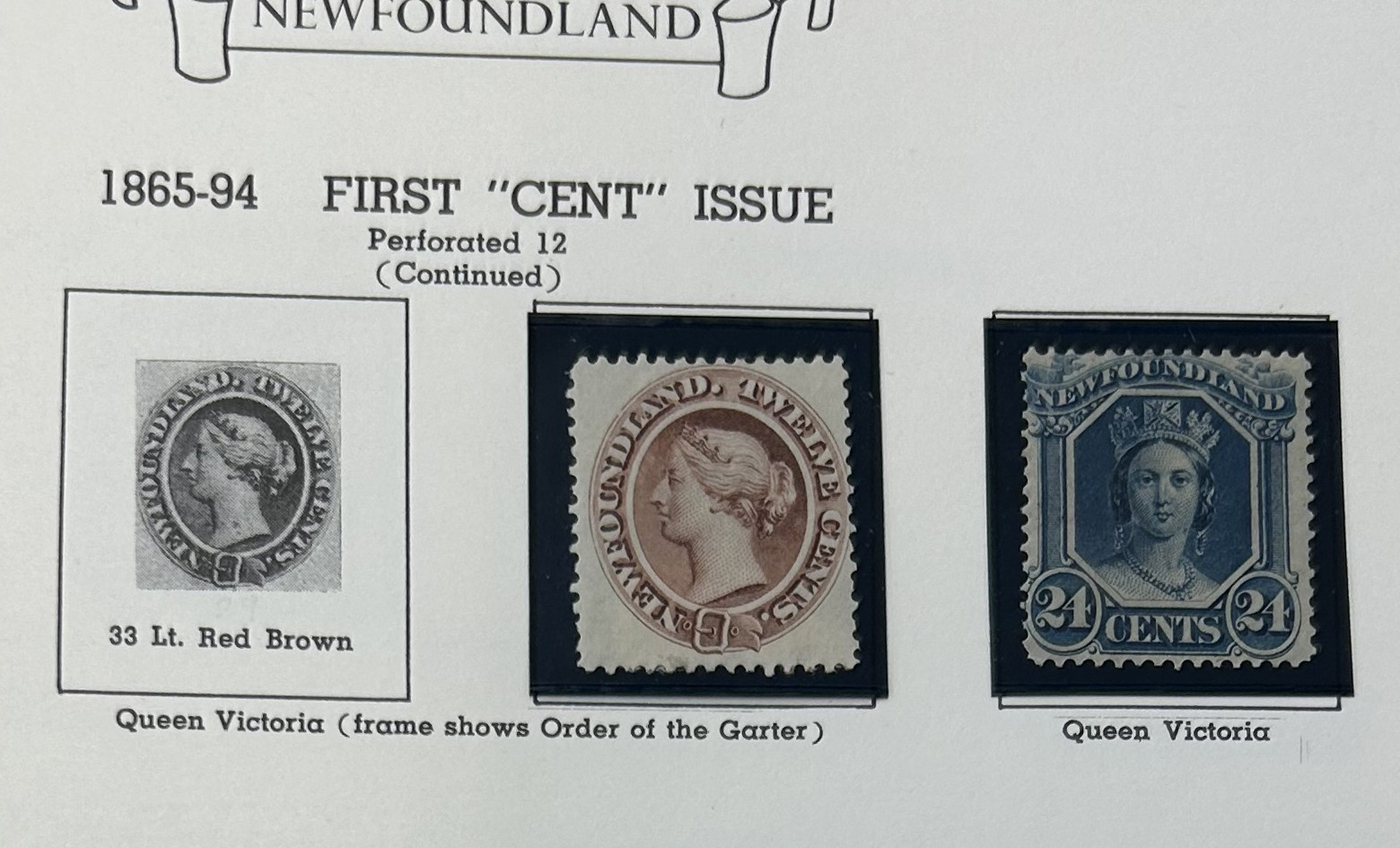 NEWFOUNDLAND
1865-94 FIRST "CENT" ISSUE
Perforated 12
(Continued)
NEWFOUNDLAND. TWELVE CENTS.
33 Lt. Red Brown
NEWFOUNDLAND. TWELVE CENTS.
Queen Victoria (frame shows Order of the Garter)
NEWFOUNDLAND
24 CENTS 24
Queen Victoria